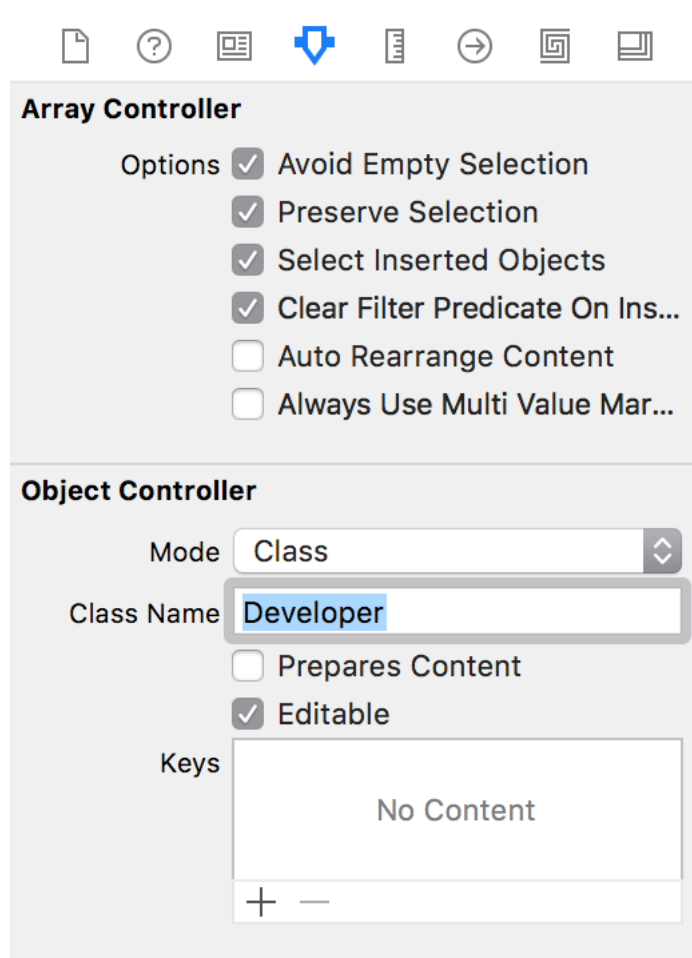 Array Controller
Options Avoid Empty Selection
Preserve Selection
Select Inserted Objects
Clear Filter Predicate On Ins...
Auto Rearrange Content
Always Use Multi Value Mar...
Object Controller
Mode Class
Class Name Developer
Prepares Content
Editable
Keys
No Content